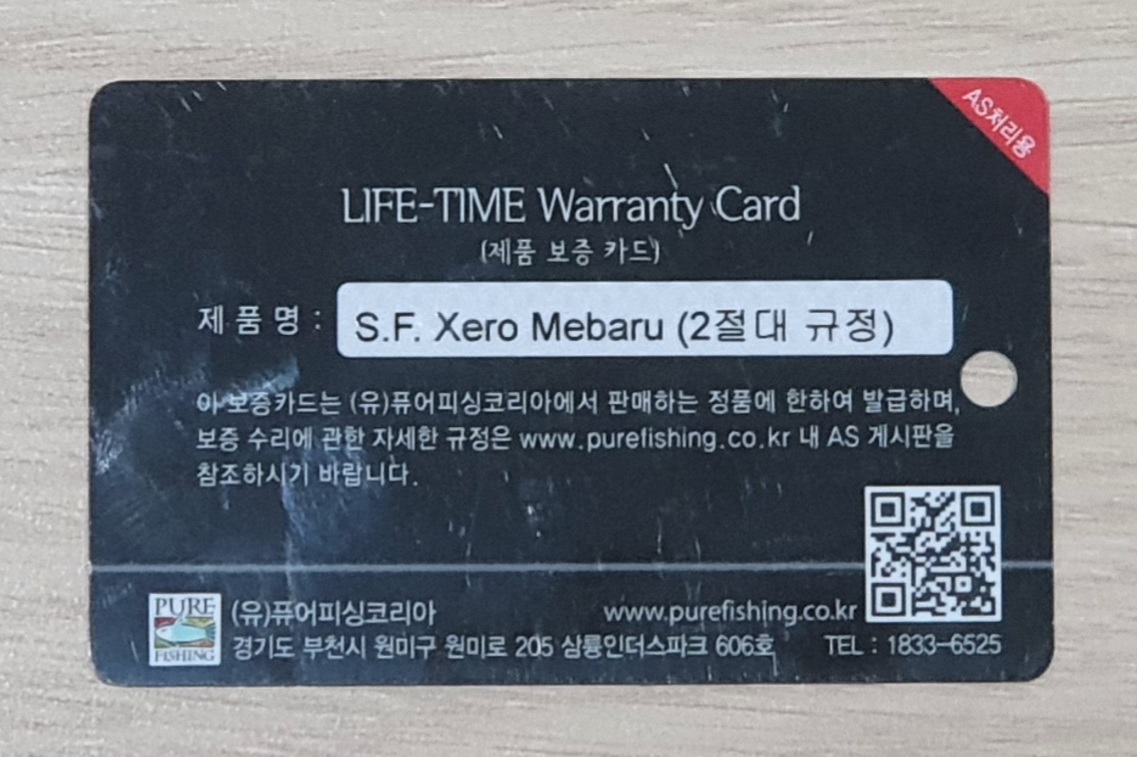 AS처리용
LIFE-TIME Warranty Card
(제품 보증 카드)
제 품 명 : S.F. Xero Mebaru (2절대 규정)
이 보증카드는 (유)퓨어피싱코리아에서 판매하는 정품에 한하여 발급하며,
보증 수리에 관한 자세한 규정은 www.purefishing.co.kr 내 AS 게시판을
참조하시기 바랍니다.
PURE
FISHING
(유)퓨어피싱코리아
www.purefishing.co.kr
경기도 부천시 원미구 원미로 205 삼룡인더스파크 606호
TEL : 1833-6525